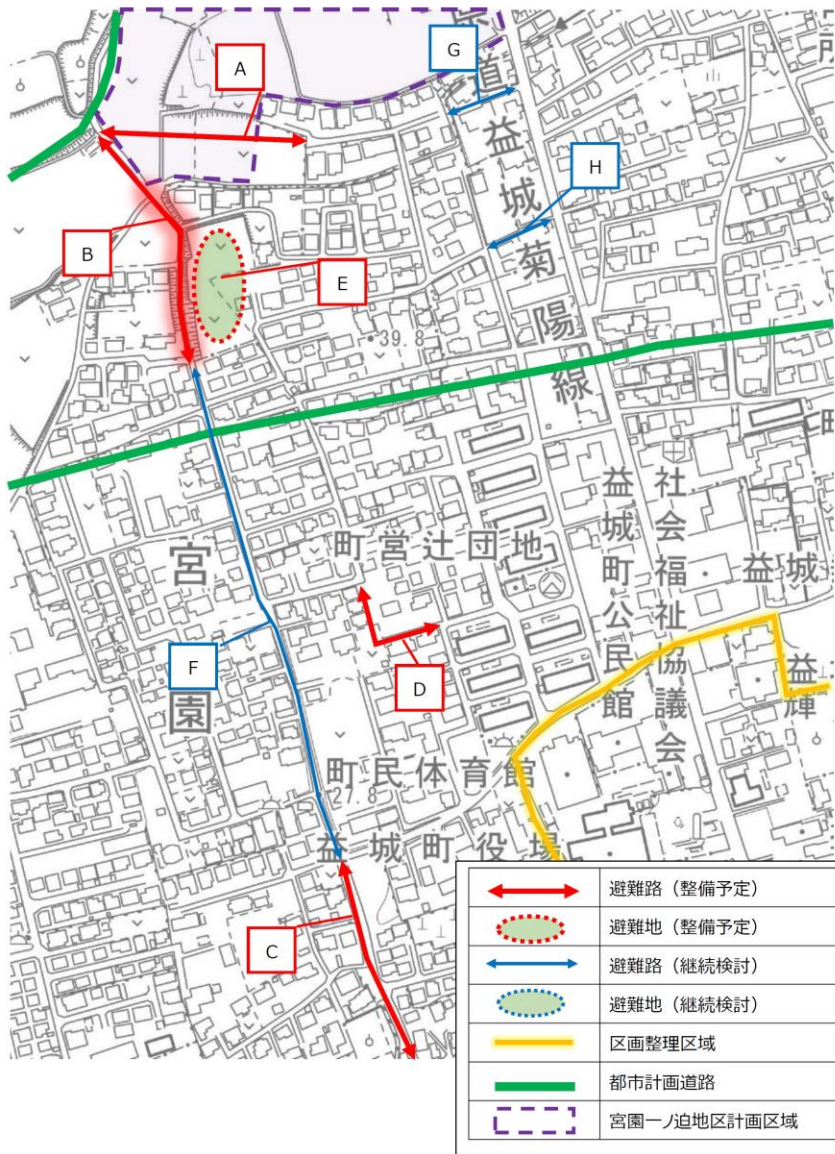 A
G
県道益城菊陽線
H
B
E
39.8
町営辻団地
益城町公民館
社会福祉協議会
益城
宮園
F
D
益輝
町民体育館
27.8
益城町役場
C
避難路（整備予定）
避難地（整備予定）
避難路（継続検討）
避難地（継続検討）
区画整理区域
都市計画道路
宮園一ノ迫地区計画区域